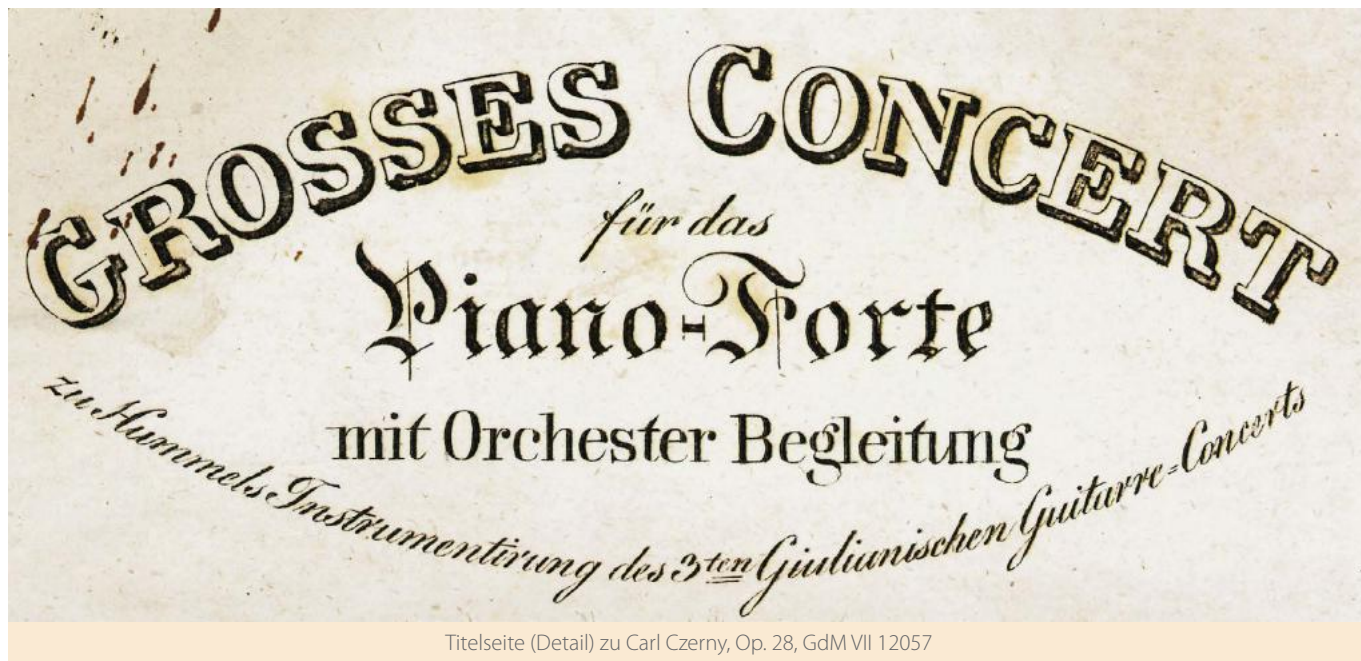 GROSSES CONCERT
für das
Piano=Forte
mit Orchester Begleitung
zu Hummels Instrumentirung des 3ten Giulianischen Guitarre=Concerts
Titelseite (Detail) zu Carl Czerny, Op. 28, GdM VII 12057